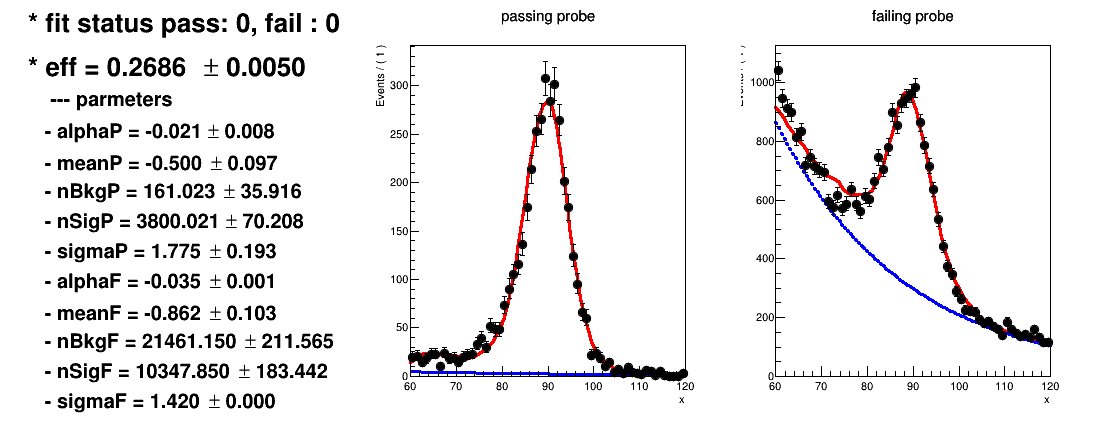 * fit status pass: 0, fail : 0
* eff = 0.2686 ± 0.0050
--- parmeters
- alphaP = -0.021 ± 0.008
- meanP = -0.500 ± 0.097
- nBkgP = 161.023 ± 35.916
- nSigP = 3800.021 ± 70.208
- sigmaP = 1.775 ± 0.193
- alphaF = -0.035 ± 0.001
- meanF = -0.862 ± 0.103
- nBkgF = 21461.150 ± 211.565
- nSigF = 10347.850 ± 183.442
- sigmaF = 1.420 ± 0.000
passing probe
Events / ( 1 )
300
250
200
150
100
50
0
60 70 80 90 100 110 120
x
failing probe
Events / ( 1 )
1000
800
600
400
200
0
60 70 80 90 100 110 120
x